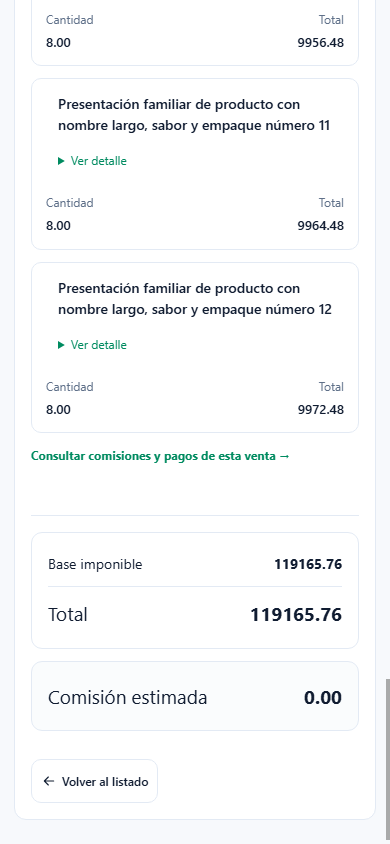 Cantidad Total
8.00 9956.48
Presentación familiar de producto con
nombre largo, sabor y empaque número 11
▶ Ver detalle
Cantidad Total
8.00 9964.48
Presentación familiar de producto con
nombre largo, sabor y empaque número 12
▶ Ver detalle
Cantidad Total
8.00 9972.48
Consultar comisiones y pagos de esta venta →
Base imponible 119165.76
Total 119165.76
Comisión estimada 0.00
← Volver al listado